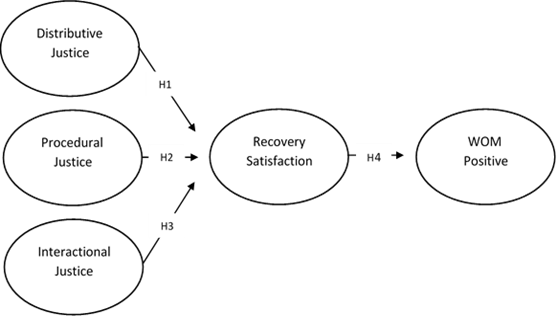 Distributive
Justice
H1
Procedural
Justice
H2
Recovery
Satisfaction
H4
WOM
Positive
H3
Interactional
Justice